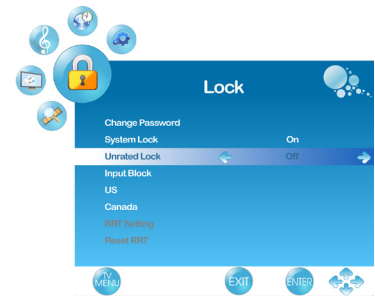 Lock
Change Password
System Lock On
Unrated Lock Off
Input Block
US
Canada
RRT Setting
Reset RRT
TV MENU EXIT ENTER